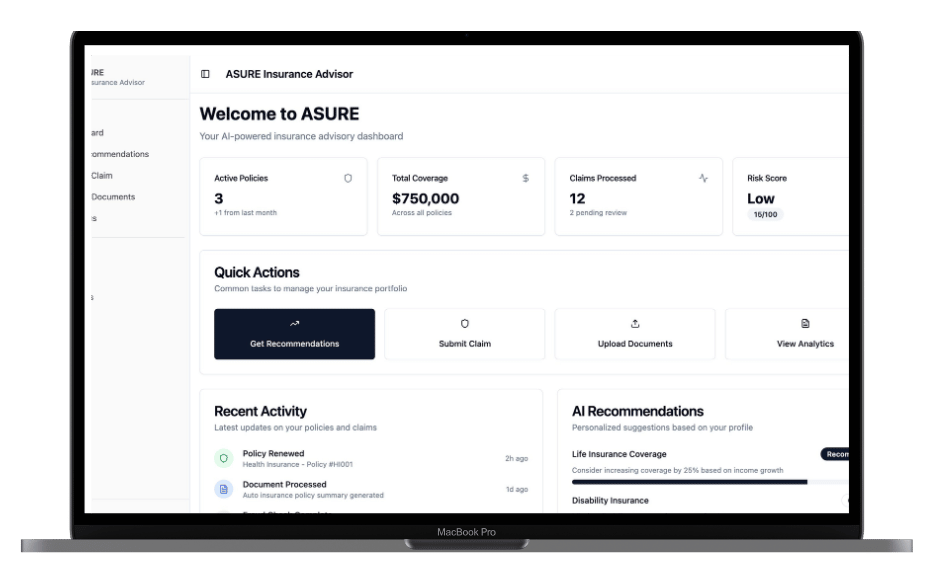 URE
surance Advisor
ard
commendations
Claim
Documents
cs
s
ASURE Insurance Advisor
Welcome to ASURE
Your AI-powered insurance advisory dashboard
Active Policies
3
+1 from last month
Total Coverage
$750,000
Across all policies
Claims Processed
12
2 pending review
Risk Score
Low
15/100
Quick Actions
Common tasks to manage your insurance portfolio
Get Recommendations
Submit Claim
Upload Documents
View Analytics
Recent Activity
Latest updates on your policies and claims
Policy Renewed
Health Insurance - Policy #HI001
2h ago
Document Processed
Auto insurance policy summary generated
1d ago
AI Recommendations
Personalized suggestions based on your profile
Life Insurance Coverage
Recom
Consider increasing coverage by 25% based on income growth
Disability Insurance
MacBook Pro